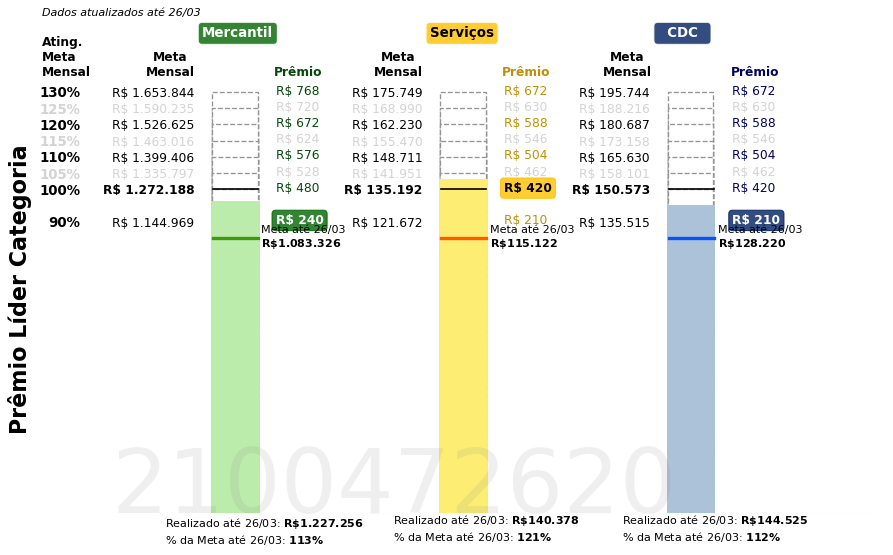 Dados atualizados até 26/03
Mercantil Serviços CDC
Ating. Meta Mensal Meta Mensal Prêmio Meta Mensal Prêmio Meta Mensal Prêmio
130% R$ 1.653.844 R$ 768 R$ 175.749 R$ 672 R$ 195.744 R$ 672
125% R$ 1.590.235 R$ 720 R$ 168.990 R$ 630 R$ 188.216 R$ 630
120% R$ 1.526.625 R$ 672 R$ 162.230 R$ 588 R$ 180.687 R$ 588
115% R$ 1.463.016 R$ 624 R$ 155.470 R$ 546 R$ 173.158 R$ 546
110% R$ 1.399.406 R$ 576 R$ 148.711 R$ 504 R$ 165.630 R$ 504
105% R$ 1.335.797 R$ 528 R$ 141.951 R$ 462 R$ 158.101 R$ 462
100% R$ 1.272.188 R$ 480 R$ 135.192 R$ 420 R$ 150.573 R$ 420
90% R$ 1.144.969 R$ 240 R$ 121.672 R$ 210 R$ 135.515 R$ 210
Meta até 26/03 Meta até 26/03 Meta até 26/03
R$1.083.326 R$115.122 R$128.220
Prêmio Líder Categoria
2100472620
Realizado até 26/03: R$1.227.256 Realizado até 26/03: R$140.378 Realizado até 26/03: R$144.525
% da Meta até 26/03: 113% % da Meta até 26/03: 121% % da Meta até 26/03: 112%